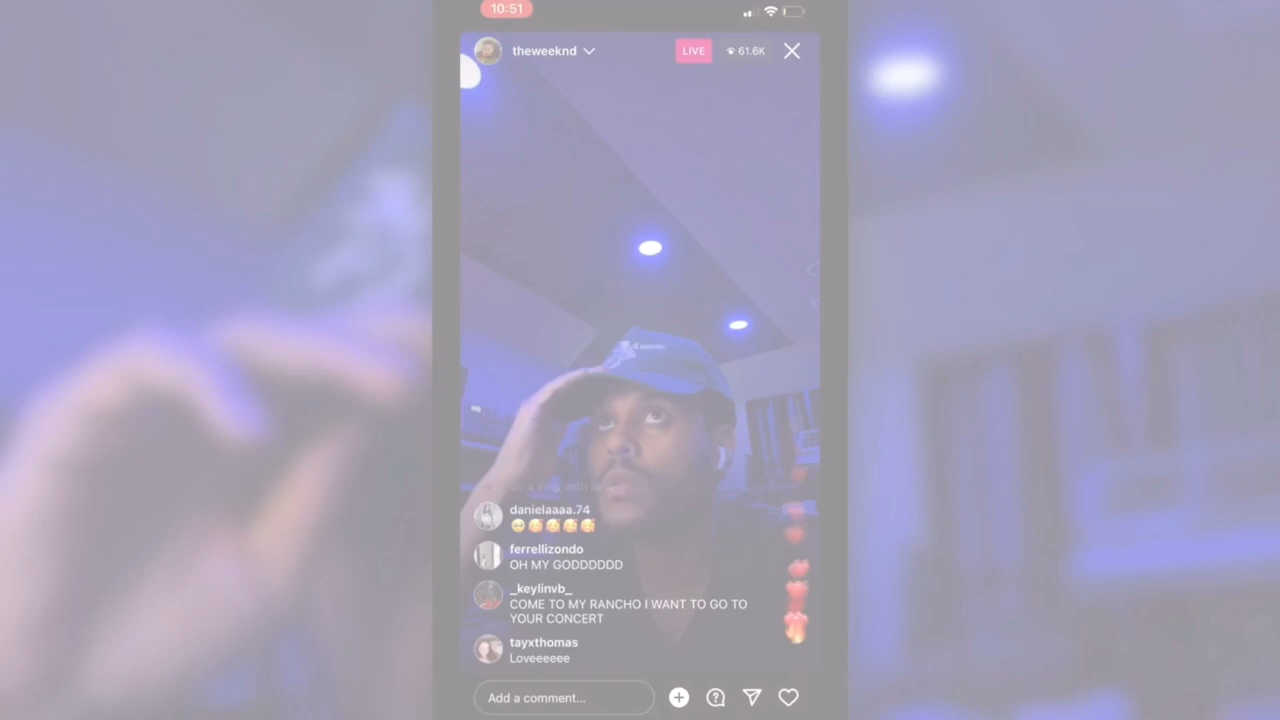 10:51
theweeknd
LIVE
61.6K
danielaaaa.74
🥺🥰🥰🥰🥰
ferrellizondo
OH MY GODDDDDD
_keylinvb_
COME TO MY RANCHO I WANT TO GO TO
YOUR CONCERT
tayxthomas
Loveeeeee
Add a comment...